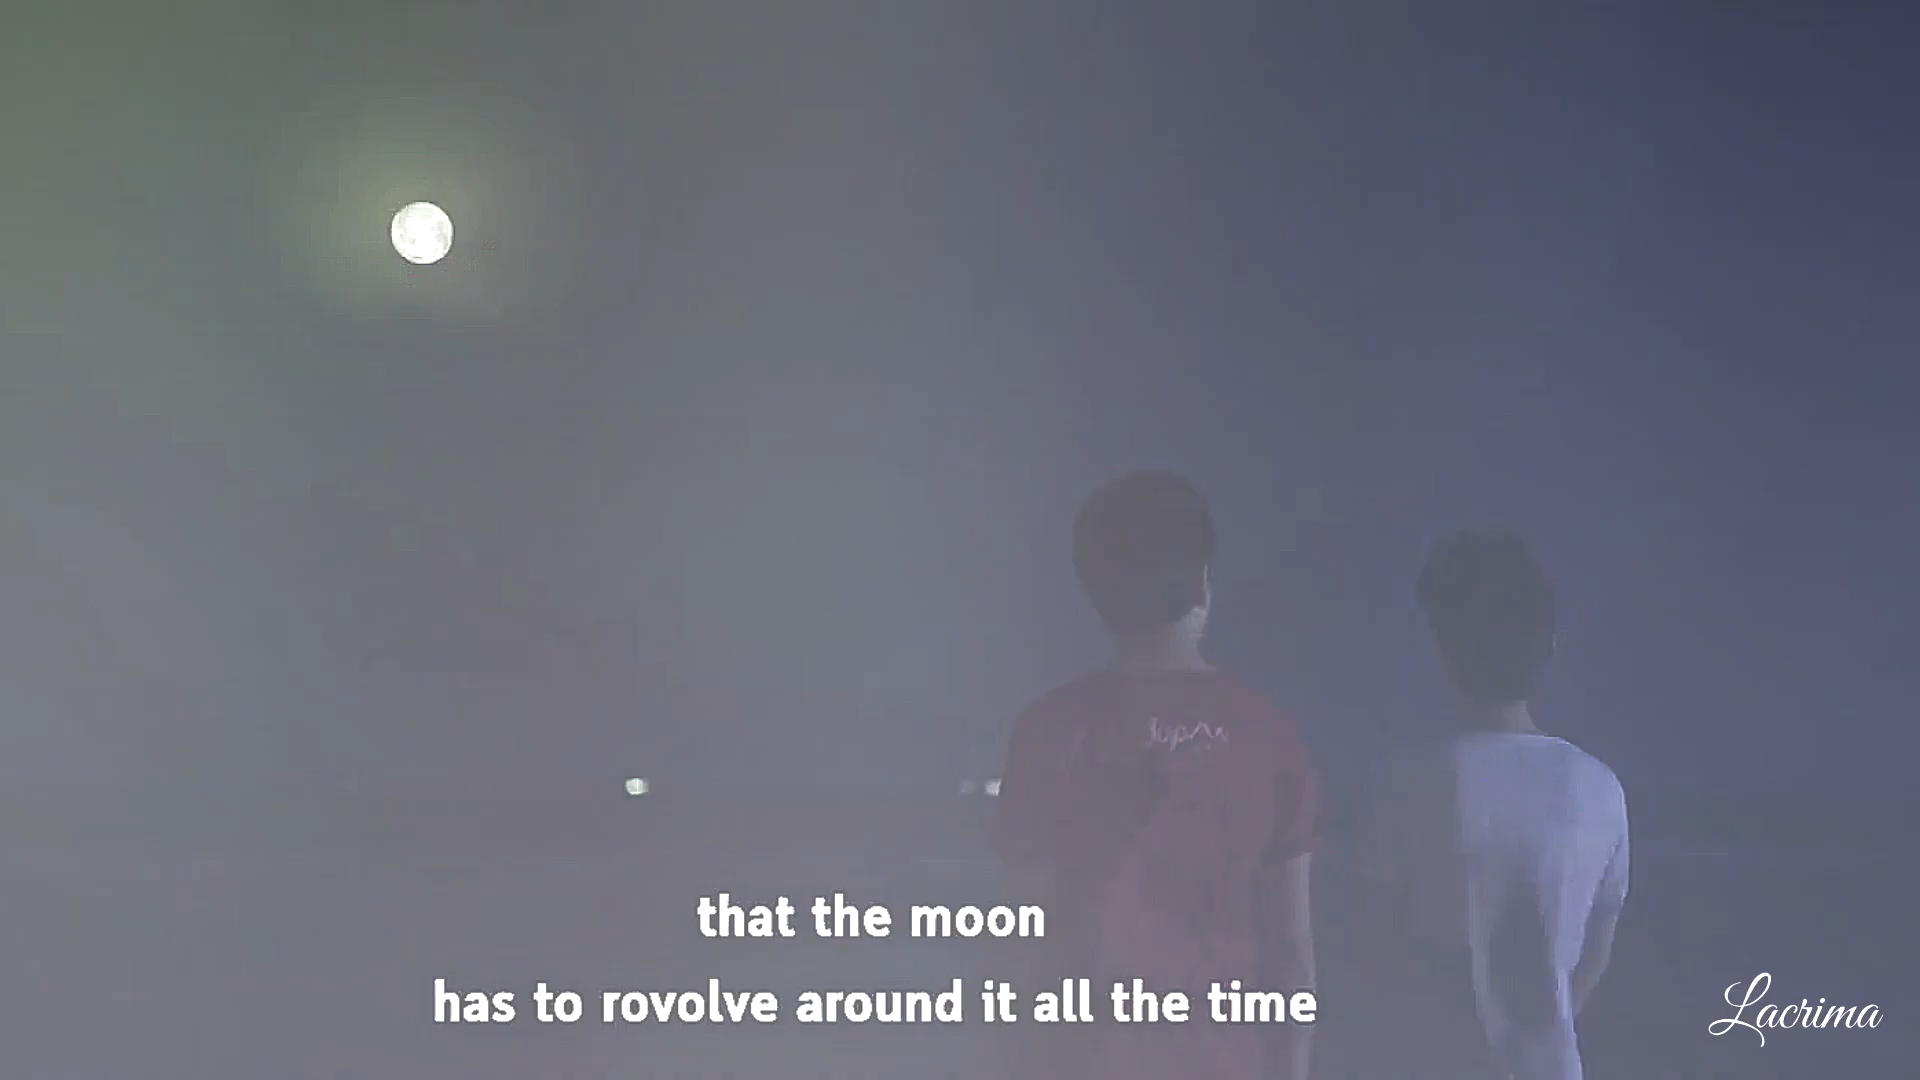 that the moon
has to rovolve around it all the time
Lacrima